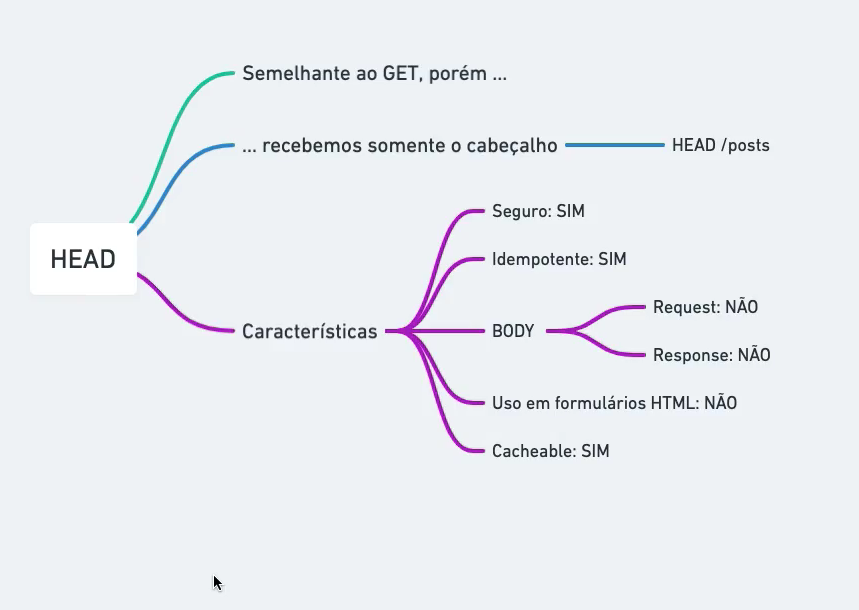 HEAD
Semelhante ao GET, porém ...
... recebemos somente o cabeçalho
HEAD /posts
Características
Seguro: SIM
Idempotente: SIM
BODY
Request: NÃO
Response: NÃO
Uso em formulários HTML: NÃO
Cacheable: SIM